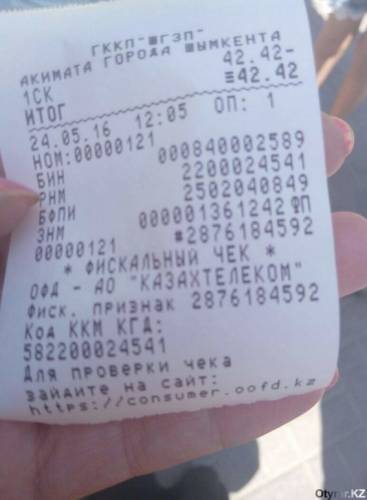 ГККП-"ШГЗП"-
АКИМАТА ГОРОДА ШЫМКЕНТА
42.42-
1СК
≡42.42
ИТОГ
24.05.16 12:05 ОП: 1
НОМ:00000121
БИН 000840002589
РНМ 2200024541
БФПИ 2502040849
ЗНМ 000001361242 ФП
00000121 #2876184592
* ФИСКАЛЬНЫЙ ЧЕК *
ОФД - АО "КАЗАХТЕЛЕКОМ"
Фиск. признак 2876184592
Код ККМ КГД:
582200024541
Для проверки чека
зайдите на сайт:
https://consumer.oofd.kz
Otyrar.KZ